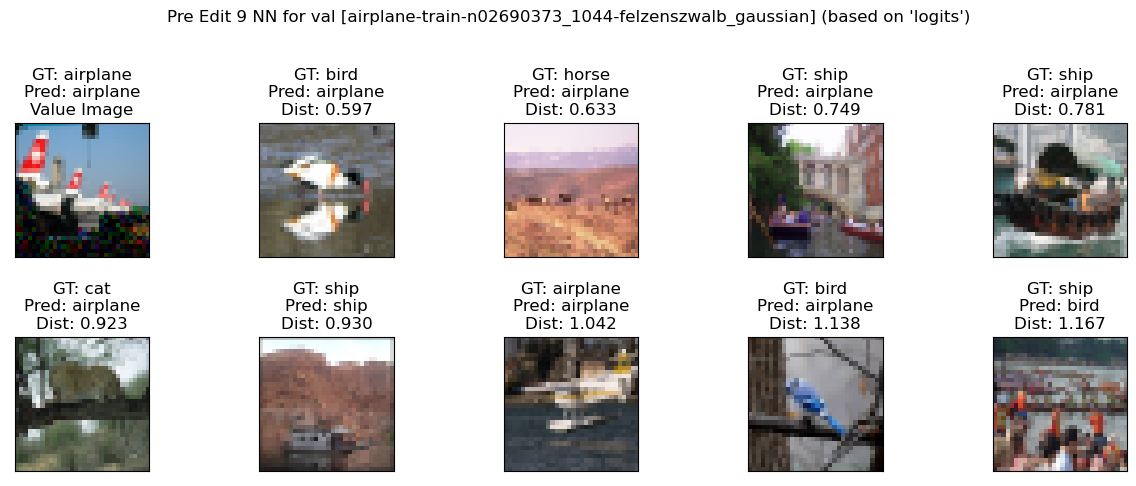 Pre Edit 9 NN for val [airplane-train-n02690373_1044-felzenszwalb_gaussian] (based on 'logits')
GT: airplane
Pred: airplane
Value Image
GT: bird
Pred: airplane
Dist: 0.597
GT: horse
Pred: airplane
Dist: 0.633
GT: ship
Pred: airplane
Dist: 0.749
GT: ship
Pred: airplane
Dist: 0.781
GT: cat
Pred: airplane
Dist: 0.923
GT: ship
Pred: ship
Dist: 0.930
GT: airplane
Pred: airplane
Dist: 1.042
GT: bird
Pred: airplane
Dist: 1.138
GT: ship
Pred: bird
Dist: 1.167